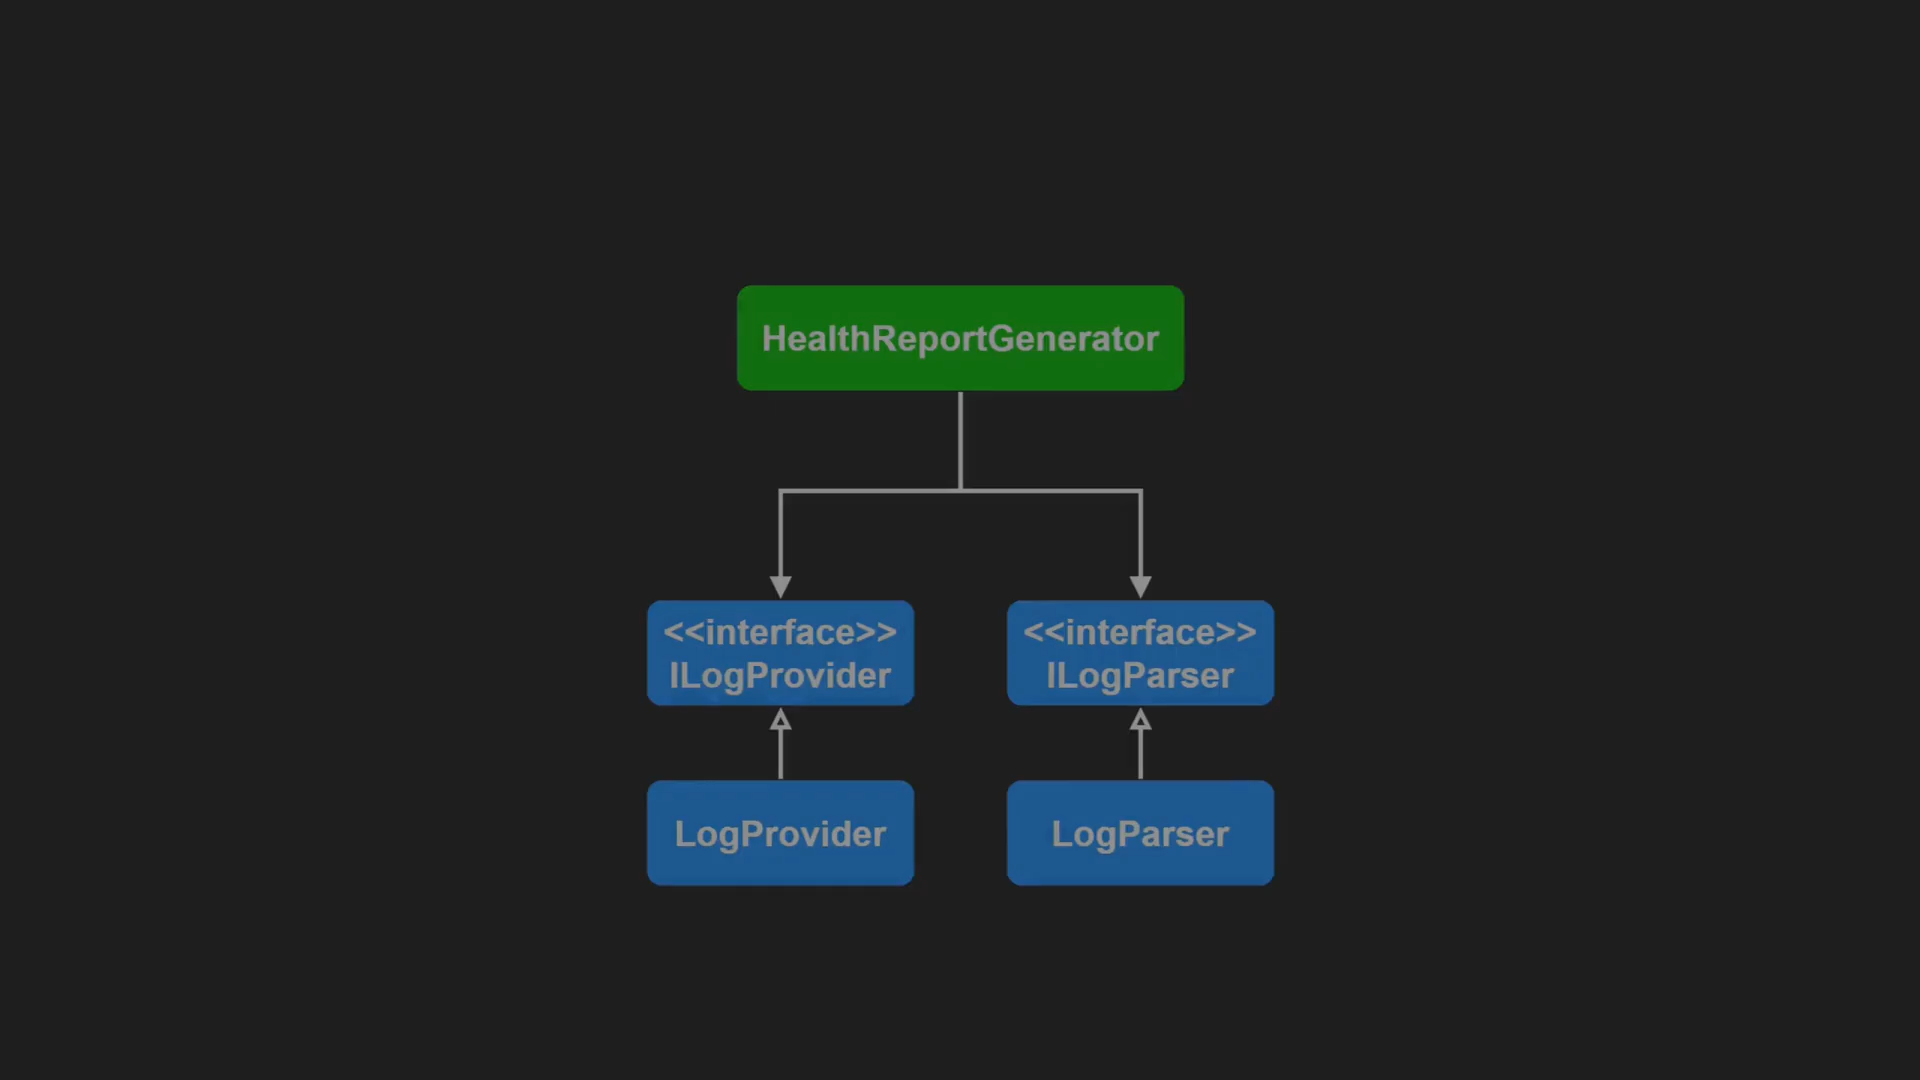 HealthReportGenerator
<<interface>>
ILogProvider
<<interface>>
ILogParser
LogProvider
LogParser